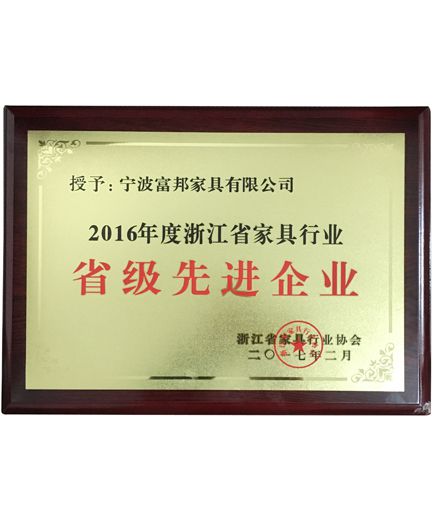 授予：宁波富邦家具有限公司
2016年度浙江省家具行业
省级先进企业
浙江省家具行业协会
二〇一七年二月